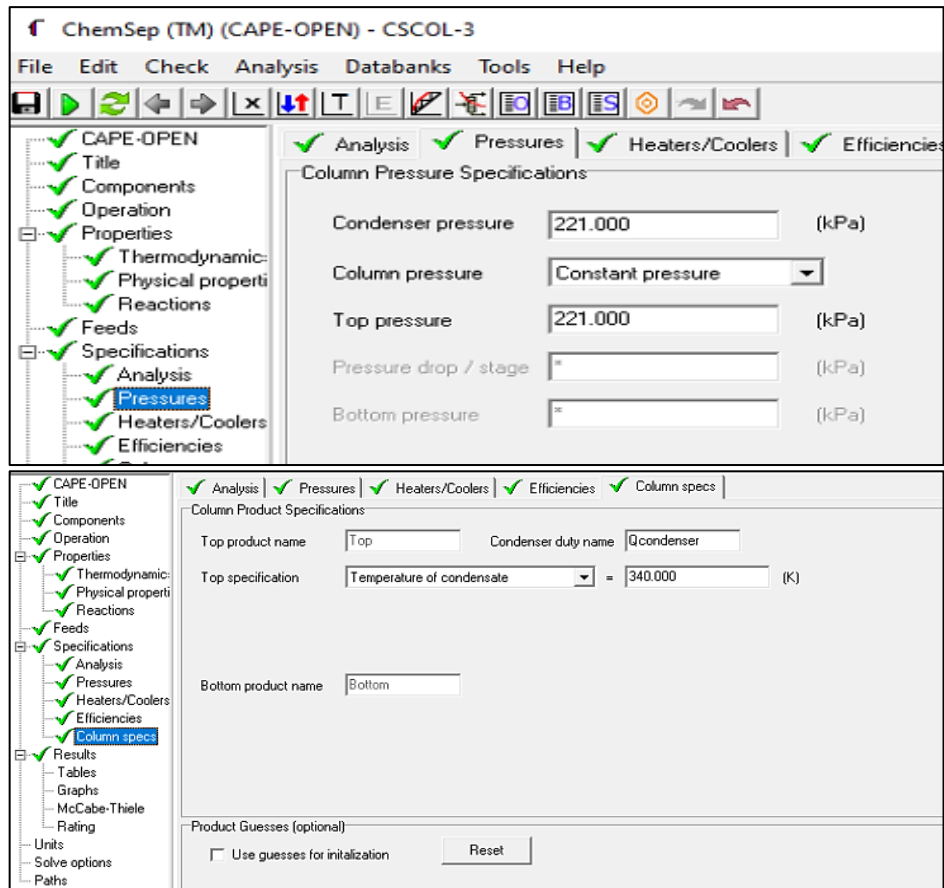 ChemSep (TM) (CAPE-OPEN) - CSCOL-3
File Edit Check Analysis Databanks Tools Help
CAPE-OPEN
Title
Components
Operation
Properties
Thermodynamic
Physical properti
Reactions
Feeds
Specifications
Analysis
Pressures
Heaters/Coolers
Efficiencies
Analysis Pressures Heaters/Coolers Efficiencies
Column Pressure Specifications
Condenser pressure 221.000 (kPa)
Column pressure Constant pressure
Top pressure 221.000 (kPa)
Pressure drop / stage * (kPa)
Bottom pressure * (kPa)
CAPE-OPEN
Title
Components
Operation
Properties
Thermodynamic
Physical properti
Reactions
Feeds
Specifications
Analysis
Pressures
Heaters/Coolers
Efficiencies
Column specs
Results
Tables
Graphs
McCabe-Thiele
Rating
Units
Solve options
Paths
Analysis Pressures Heaters/Coolers Efficiencies Column specs
Column Product Specifications
Top product name Top Condenser duty name Qcondenser
Top specification Temperature of condensate = 340.000 (K)
Bottom product name Bottom
Product Guesses (optional)
Use guesses for initalization Reset